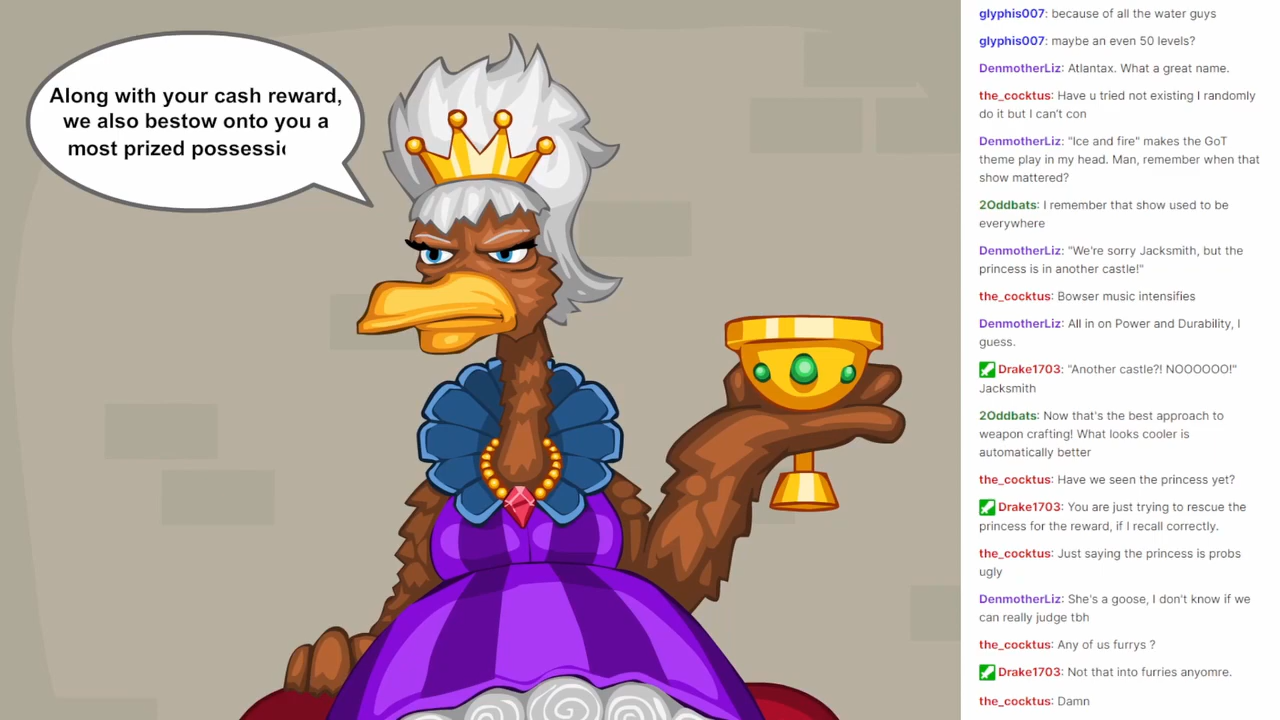 Along with your cash reward,
we also bestow onto you a
most prized possessi
glyphis007: because of all the water guys
glyphis007: maybe an even 50 levels?
DenmotherLiz: Atlantax. What a great name.
the_cocktus: Have u tried not existing I randomly
do it but I can't con
DenmotherLiz: "Ice and fire" makes the GoT
theme play in my head. Man, remember when that
show mattered?
2Oddbats: I remember that show used to be
everywhere
DenmotherLiz: "We're sorry Jacksmith, but the
princess is in another castle!"
the_cocktus: Bowser music intensifies
DenmotherLiz: All in on Power and Durability, I
guess.
Drake1703: "Another castle?! NOOOOOO!"
Jacksmith
2Oddbats: Now that's the best approach to
weapon crafting! What looks cooler is
automatically better
the_cocktus: Have we seen the princess yet?
Drake1703: You are just trying to rescue the
princess for the reward, if I recall correctly.
the_cocktus: Just saying the princess is probs
ugly
DenmotherLiz: She's a goose, I don't know if we
can really judge tbh
the_cocktus: Any of us furrys ?
Drake1703: Not that into furries anyomre.
the_cocktus: Damn